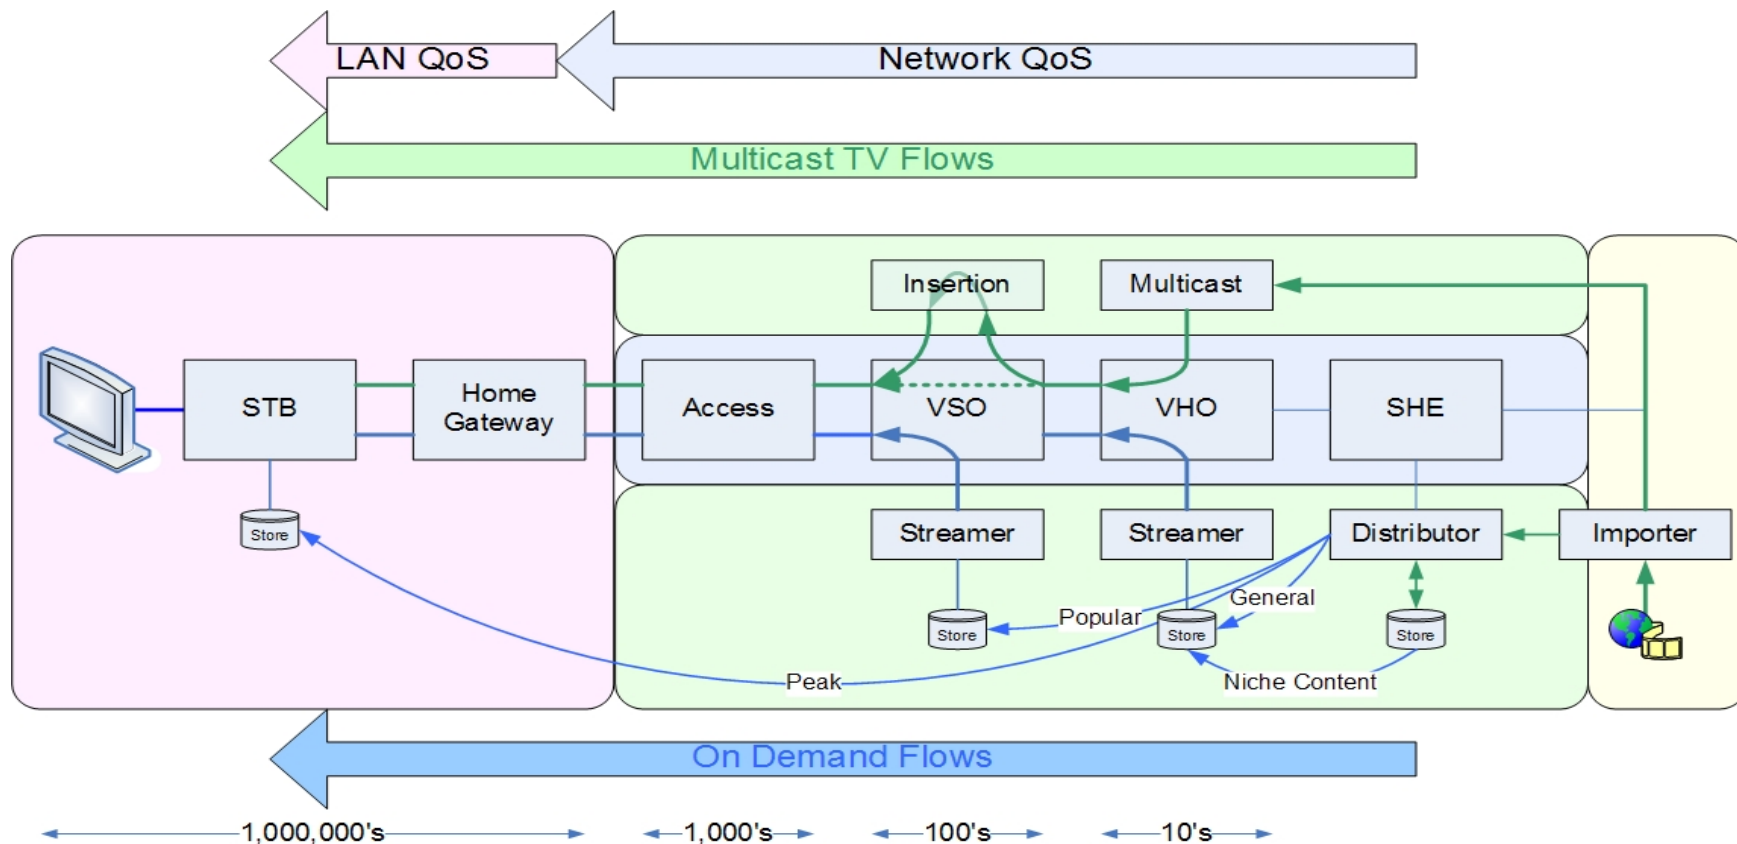 LAN QoS
Network QoS
Multicast TV Flows
Insertion
Multicast
STB
Home
Gateway
Access
VSO
VHO
SHE
Store
Streamer
Streamer
Distributor
Importer
General
Popular
Store
Store
Store
Peak
Niche Content
On Demand Flows
1,000,000's
1,000's
100's
10's